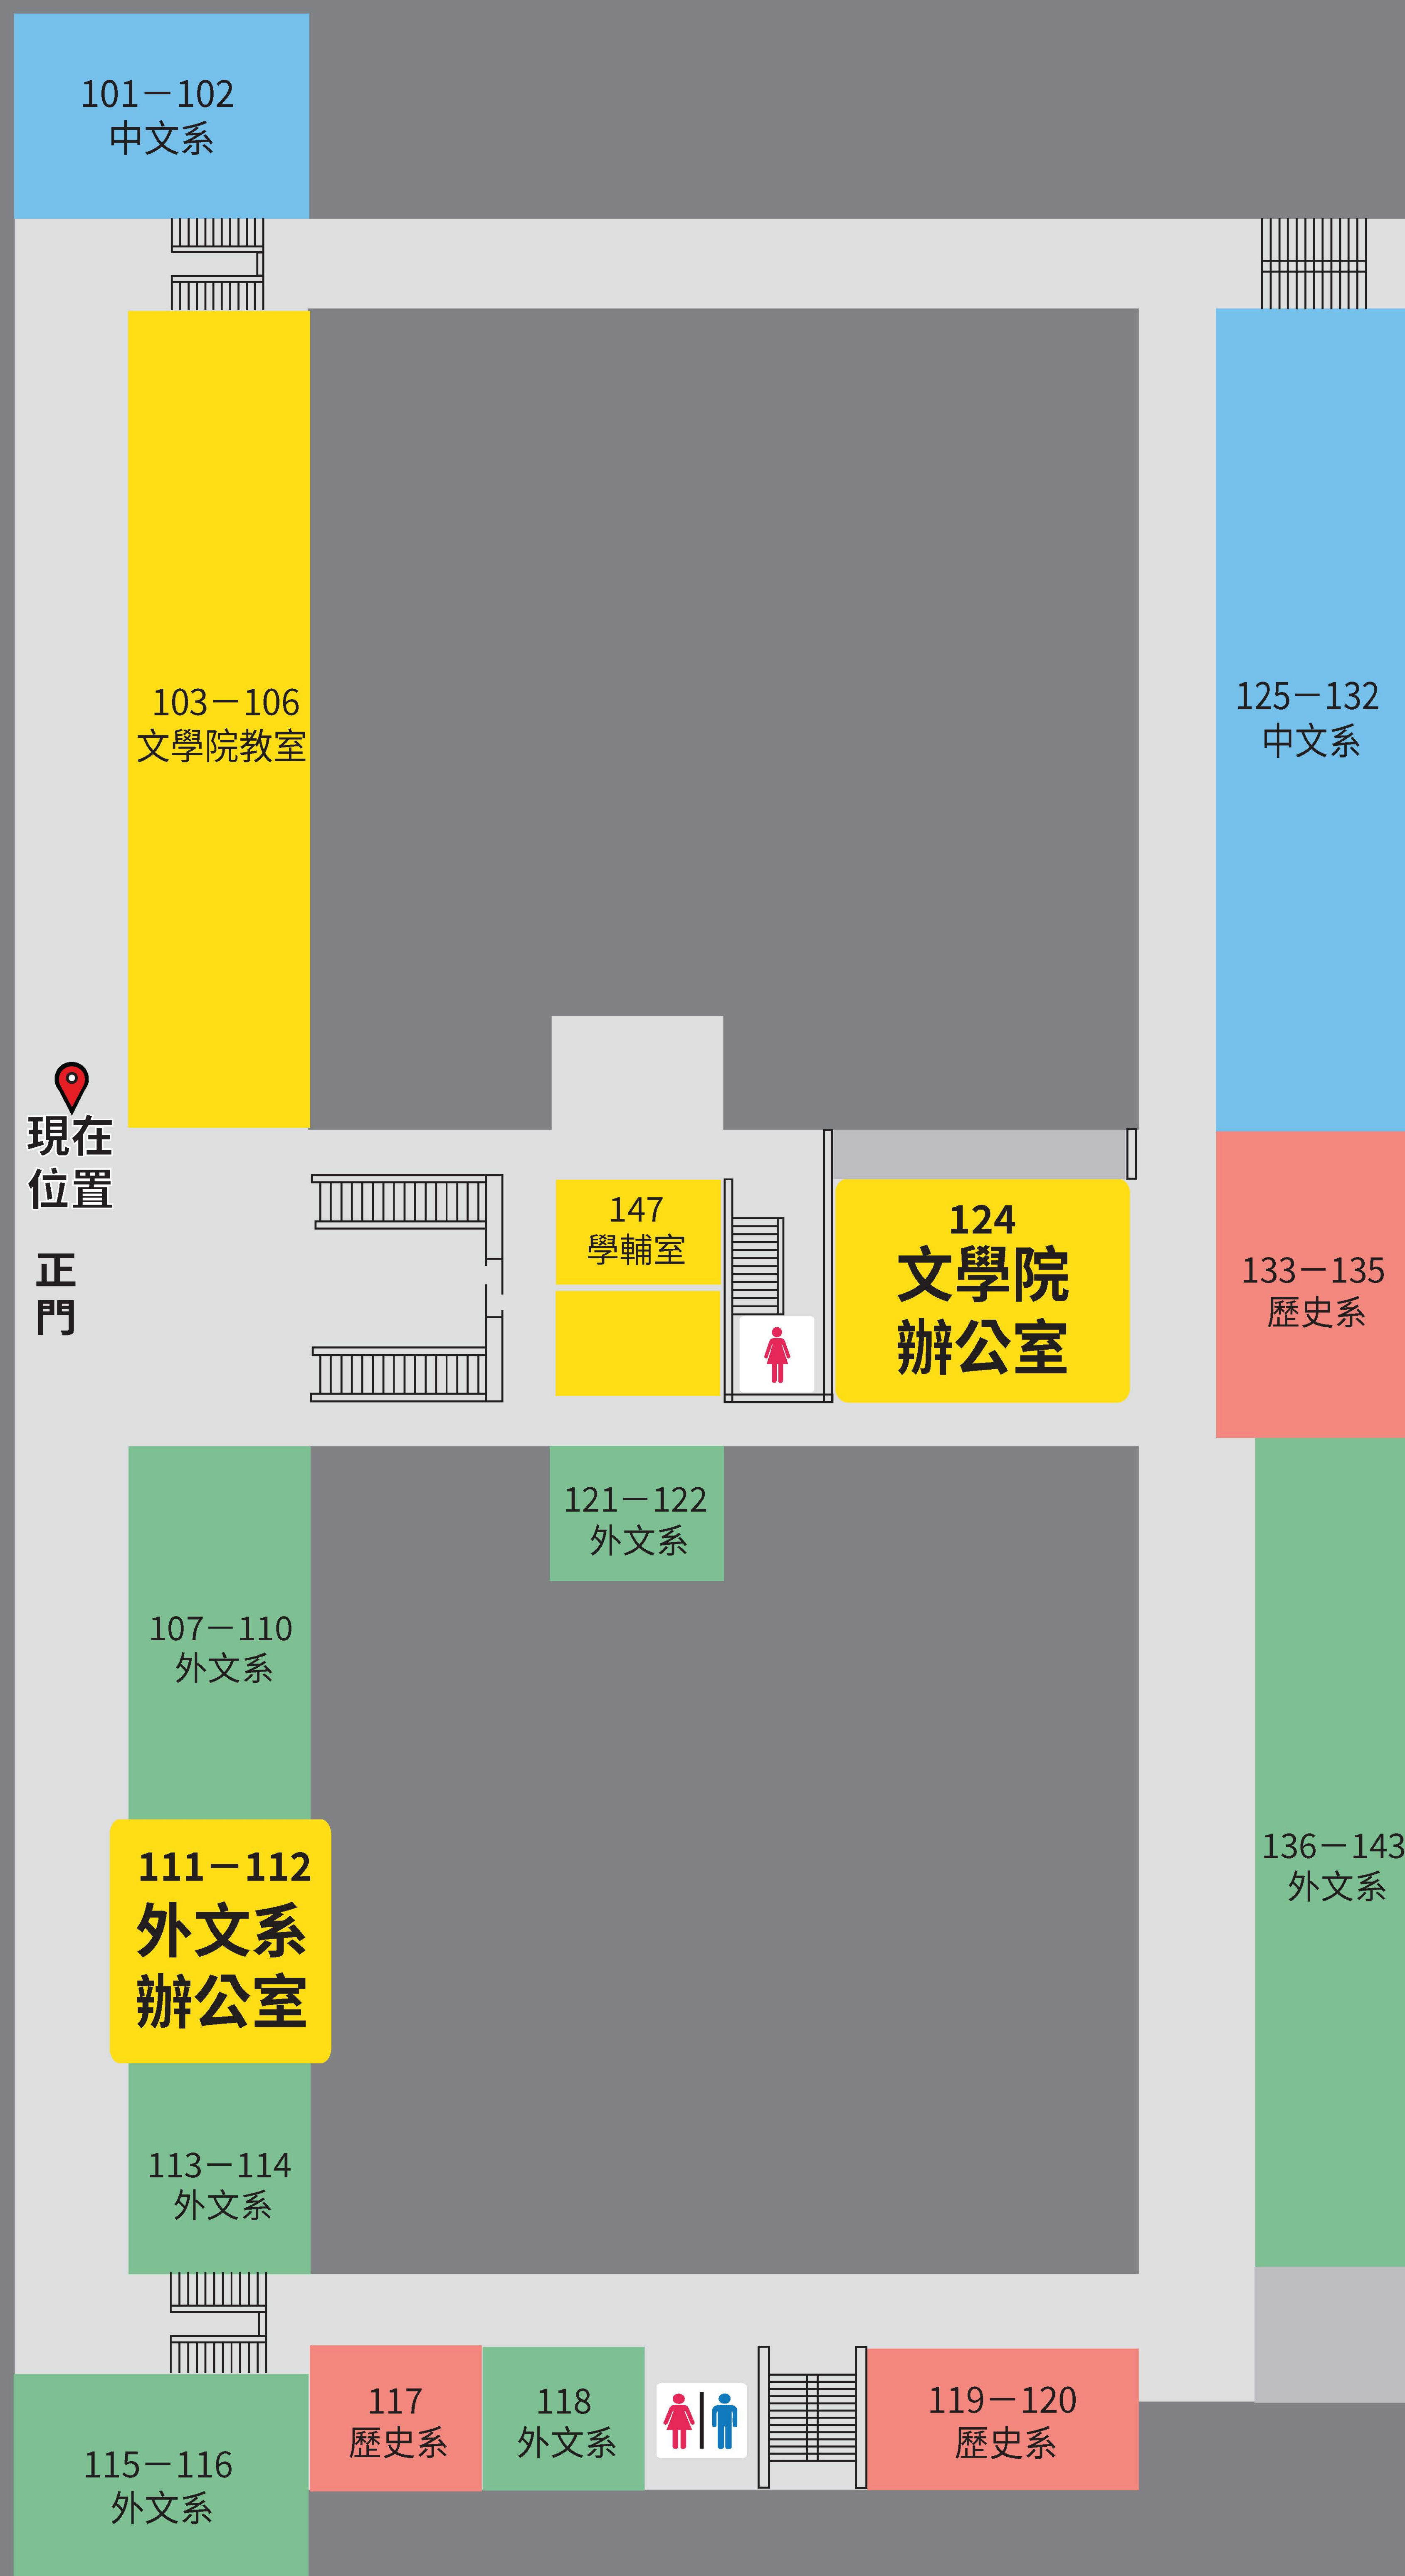 101－102
中文系
103－106
文學院教室
125－132
中文系
現在
位置
正
門
147
學輔室
124
文學院
辦公室
133－135
歷史系
121－122
外文系
107－110
外文系
111－112
外文系
辦公室
136－143
外文系
113－114
外文系
117
歷史系
118
外文系
119－120
歷史系
115－116
外文系